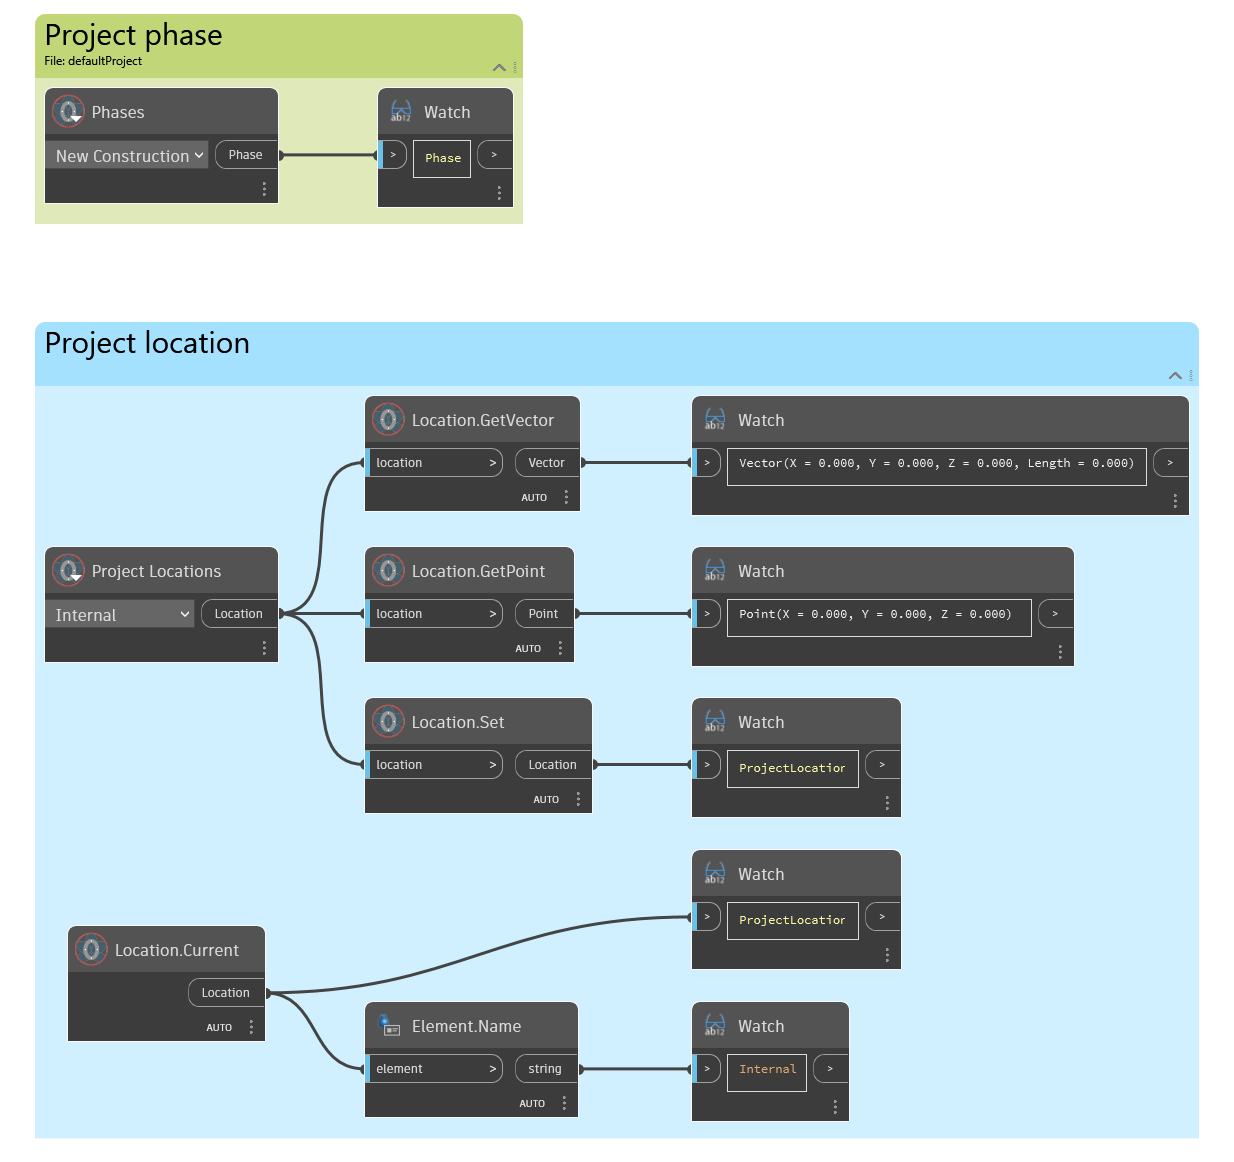 Project phase
File: defaultProject
Phases
New Construction
Phase
Watch
>
Phase
>
Project location
Location.GetVector
location >
Vector
AUTO
Watch
>
Vector(X = 0.000, Y = 0.000, Z = 0.000, Length = 0.000)
>
Project Locations
Internal
Location
Location.GetPoint
location >
Point
AUTO
Watch
>
Point(X = 0.000, Y = 0.000, Z = 0.000)
>
Location.Set
location >
Location
AUTO
Watch
>
ProjectLocation
>
Watch
>
ProjectLocation
>
Location.Current
Location
AUTO
Element.Name
element >
string
AUTO
Watch
>
Internal
>